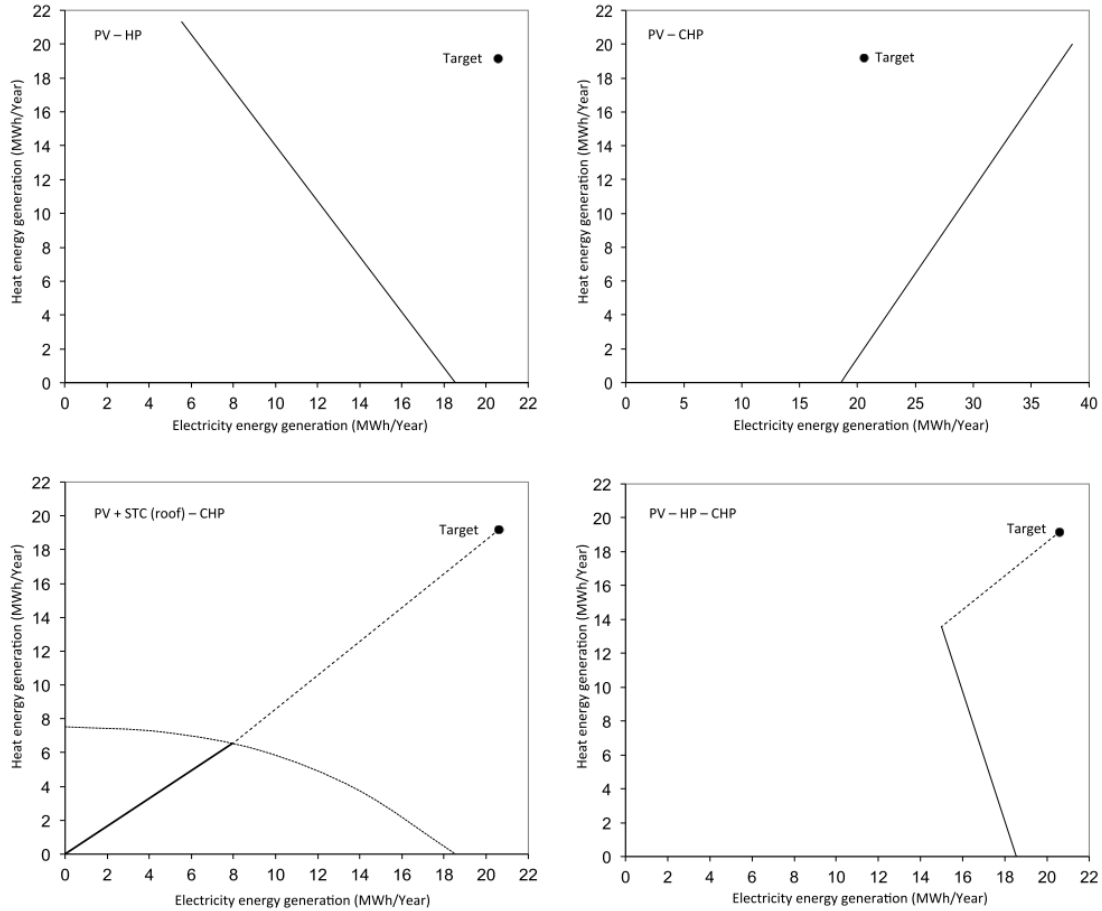 PV – HP
Target
Heat energy generation (MWh/Year)
22
20
18
16
14
12
10
8
6
4
2
0
0 2 4 6 8 10 12 14 16 18 20 22
Electricity energy generation (MWh/Year)
PV – CHP
Target
Heat energy generation (MWh/Year)
22
20
18
16
14
12
10
8
6
4
2
0
0 5 10 15 20 25 30 35 40
Electricity energy generation (MWh/Year)
PV + STC (roof) – CHP
Target
Heat energy generation (MWh/Year)
22
20
18
16
14
12
10
8
6
4
2
0
0 2 4 6 8 10 12 14 16 18 20 22
Electricity energy generation (MWh/Year)
PV – HP – CHP
Target
Heat energy generation (MWh/Year)
22
20
18
16
14
12
10
8
6
4
2
0
0 2 4 6 8 10 12 14 16 18 20 22
Electricity energy generation (MWh/Year)